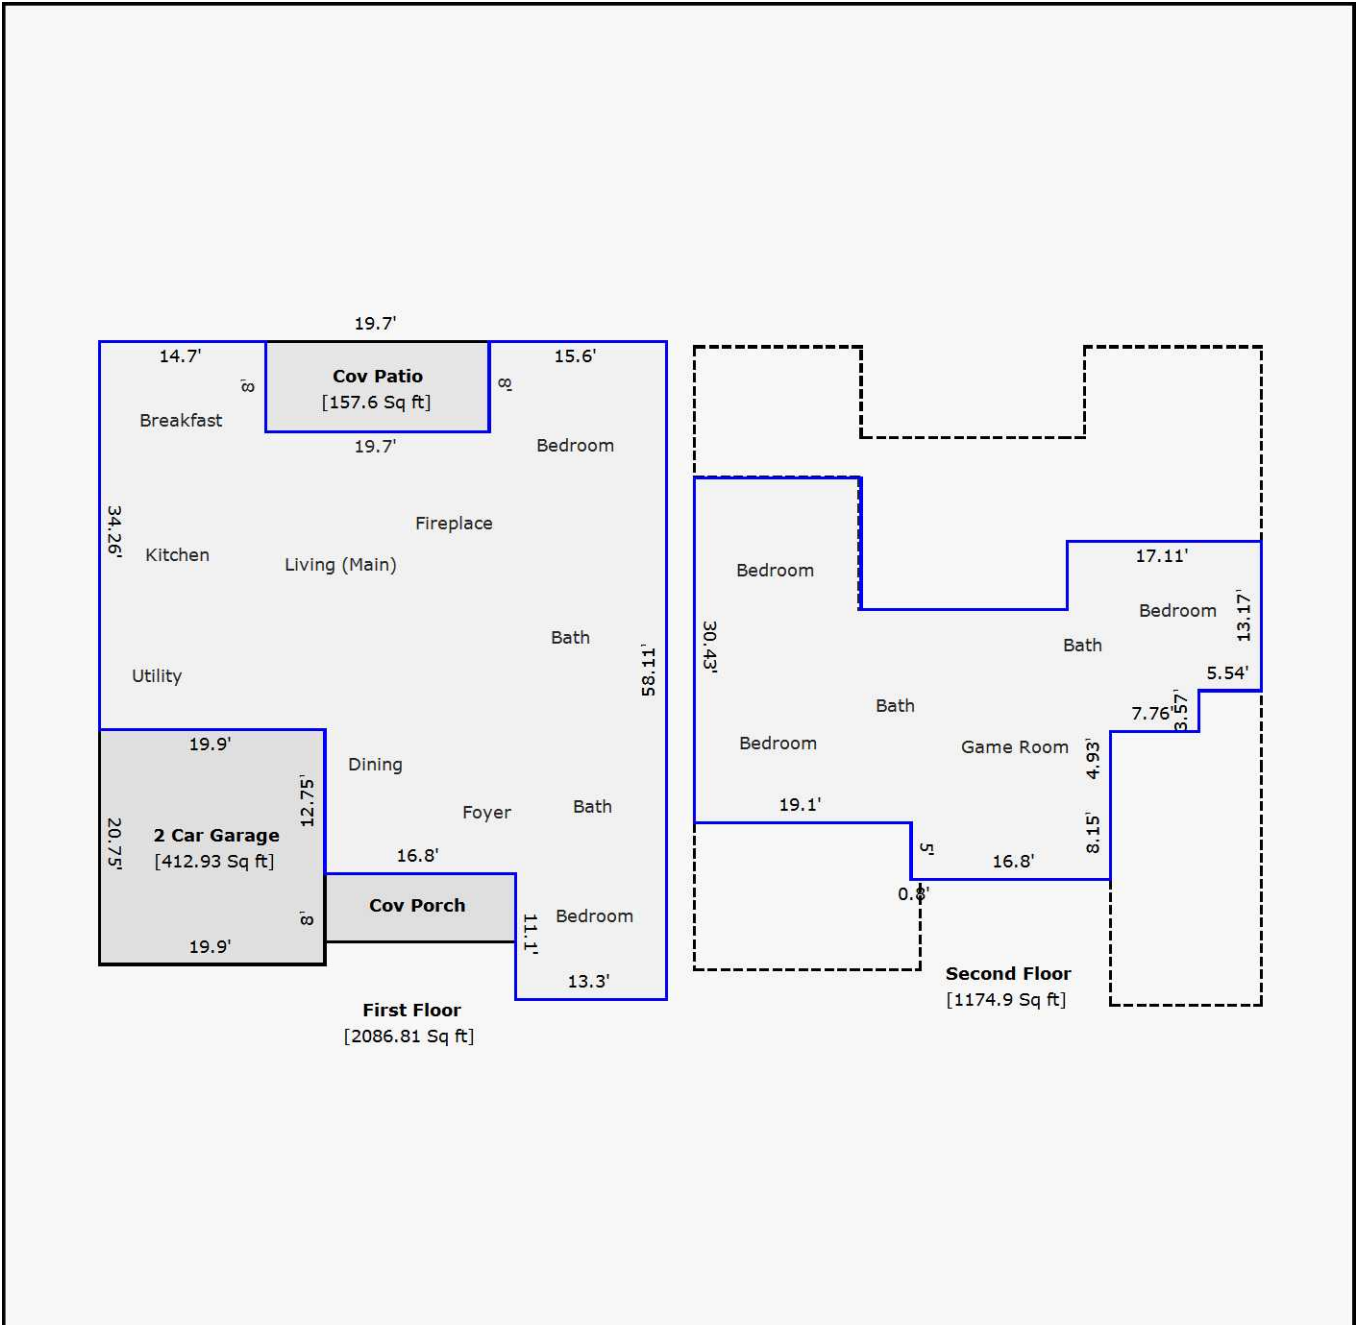 19.7'
14.7'
15.6'
8'
Cov Patio
[157.6 Sq ft]
8'
19.7'
Breakfast
Bedroom
34.26'
Fireplace
Kitchen
Living (Main)
Bath
58.11'
Utility
19.9'
Dining
12.75'
Foyer
Bath
20.75'
2 Car Garage
[412.93 Sq ft]
16.8'
Cov Porch
8'
11.1'
Bedroom
19.9'
13.3'
First Floor
[2086.81 Sq ft]
17.11'
Bedroom
Bedroom
13.17'
30.43'
Bath
5.54'
Bath
7.76'
3.57'
Bedroom
Game Room
4.93'
19.1'
8.15'
5'
16.8'
0.8'
Second Floor
[1174.9 Sq ft]